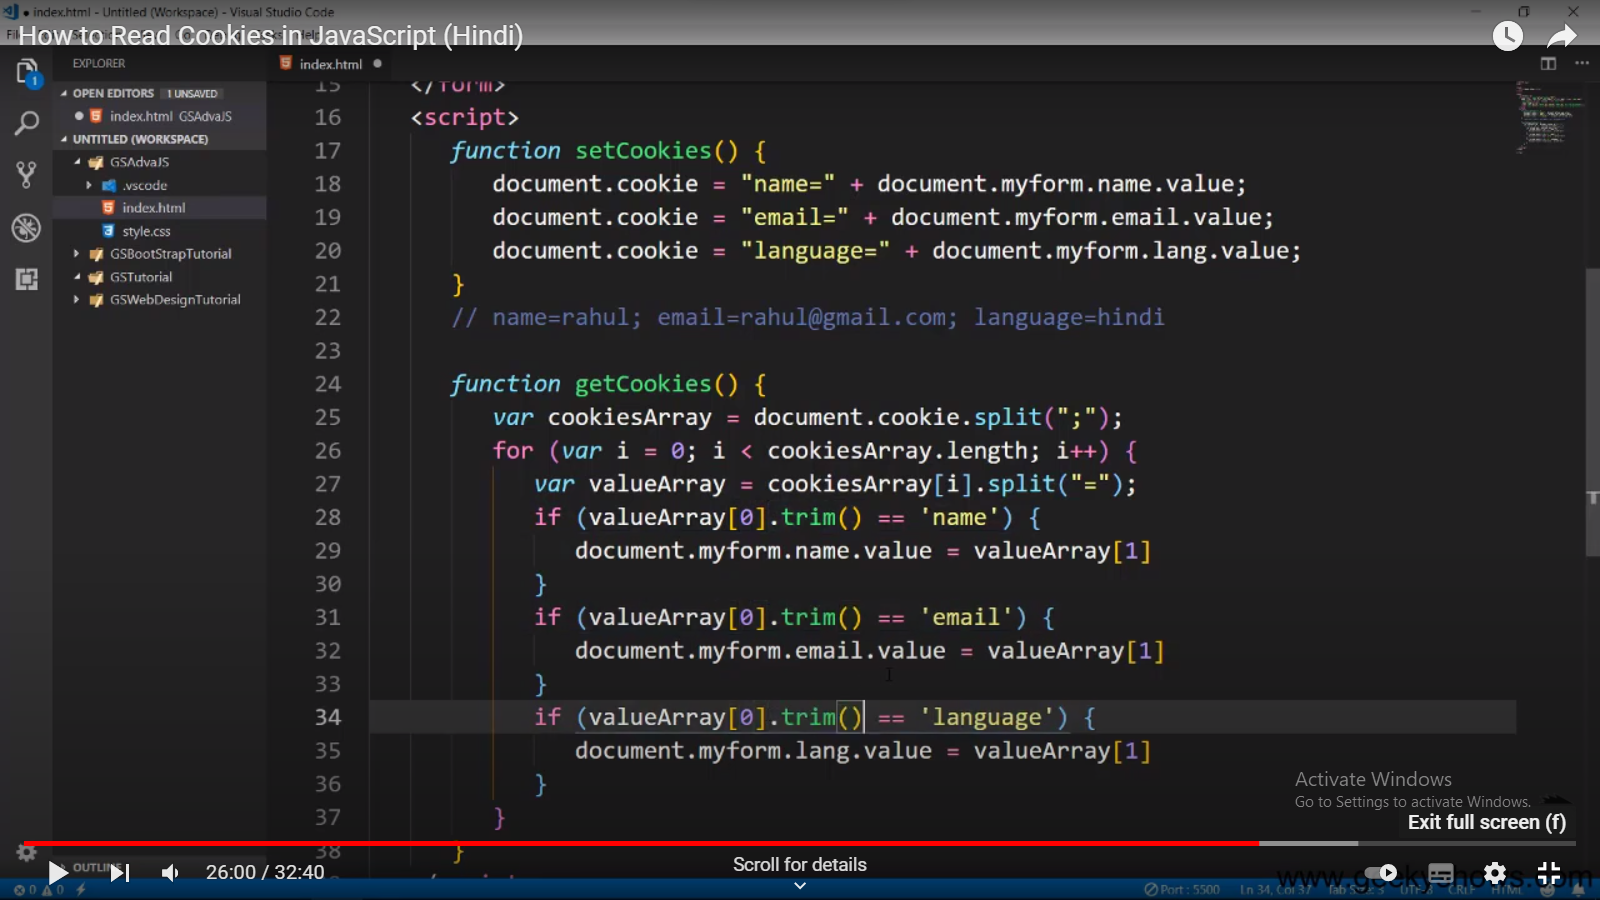 index.html - Untitled (Workspace) - Visual Studio Code
How to Read Cookies in JavaScript (Hindi)
EXPLORER
index.html
OPEN EDITORS 1 UNSAVED
index.html GSAdvaJS
UNTITLED (WORKSPACE)
GSAdvaJS
.vscode
index.html
style.css
GSBootStrapTutorial
GSTutorial
GSWebDesignTutorial
OUTLINE
1
15 </form>
16 <script>
17 function setCookies() {
18 document.cookie = "name=" + document.myform.name.value;
19 document.cookie = "email=" + document.myform.email.value;
20 document.cookie = "language=" + document.myform.lang.value;
21 }
22 // name=rahul; email=rahul@gmail.com; language=hindi
23
24 function getCookies() {
25 var cookiesArray = document.cookie.split(";");
26 for (var i = 0; i < cookiesArray.length; i++) {
27 var valueArray = cookiesArray[i].split("=");
28 if (valueArray[0].trim() == 'name') {
29 document.myform.name.value = valueArray[1]
30 }
31 if (valueArray[0].trim() == 'email') {
32 document.myform.email.value = valueArray[1]
33 }
34 if (valueArray[0].trim() == 'language') {
35 document.myform.lang.value = valueArray[1]
36 }
37 }
38 }
Activate Windows
Go to Settings to activate Windows.
Exit full screen (f)
Scroll for details
26:00 / 32:40
www.geekyshows.com
0 0
Port : 5500 Ln 34, Col 37 Tab Size: 3 UTF-8 CRLF HTML